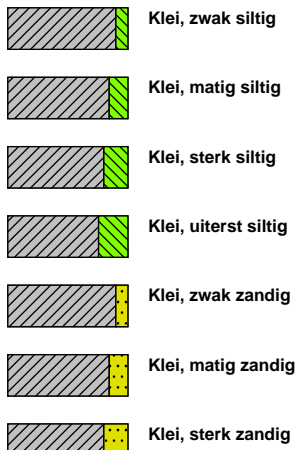 Klei, zwak siltig
Klei, matig siltig
Klei, sterk siltig
Klei, uiterst siltig
Klei, zwak zandig
Klei, matig zandig
Klei, sterk zandig